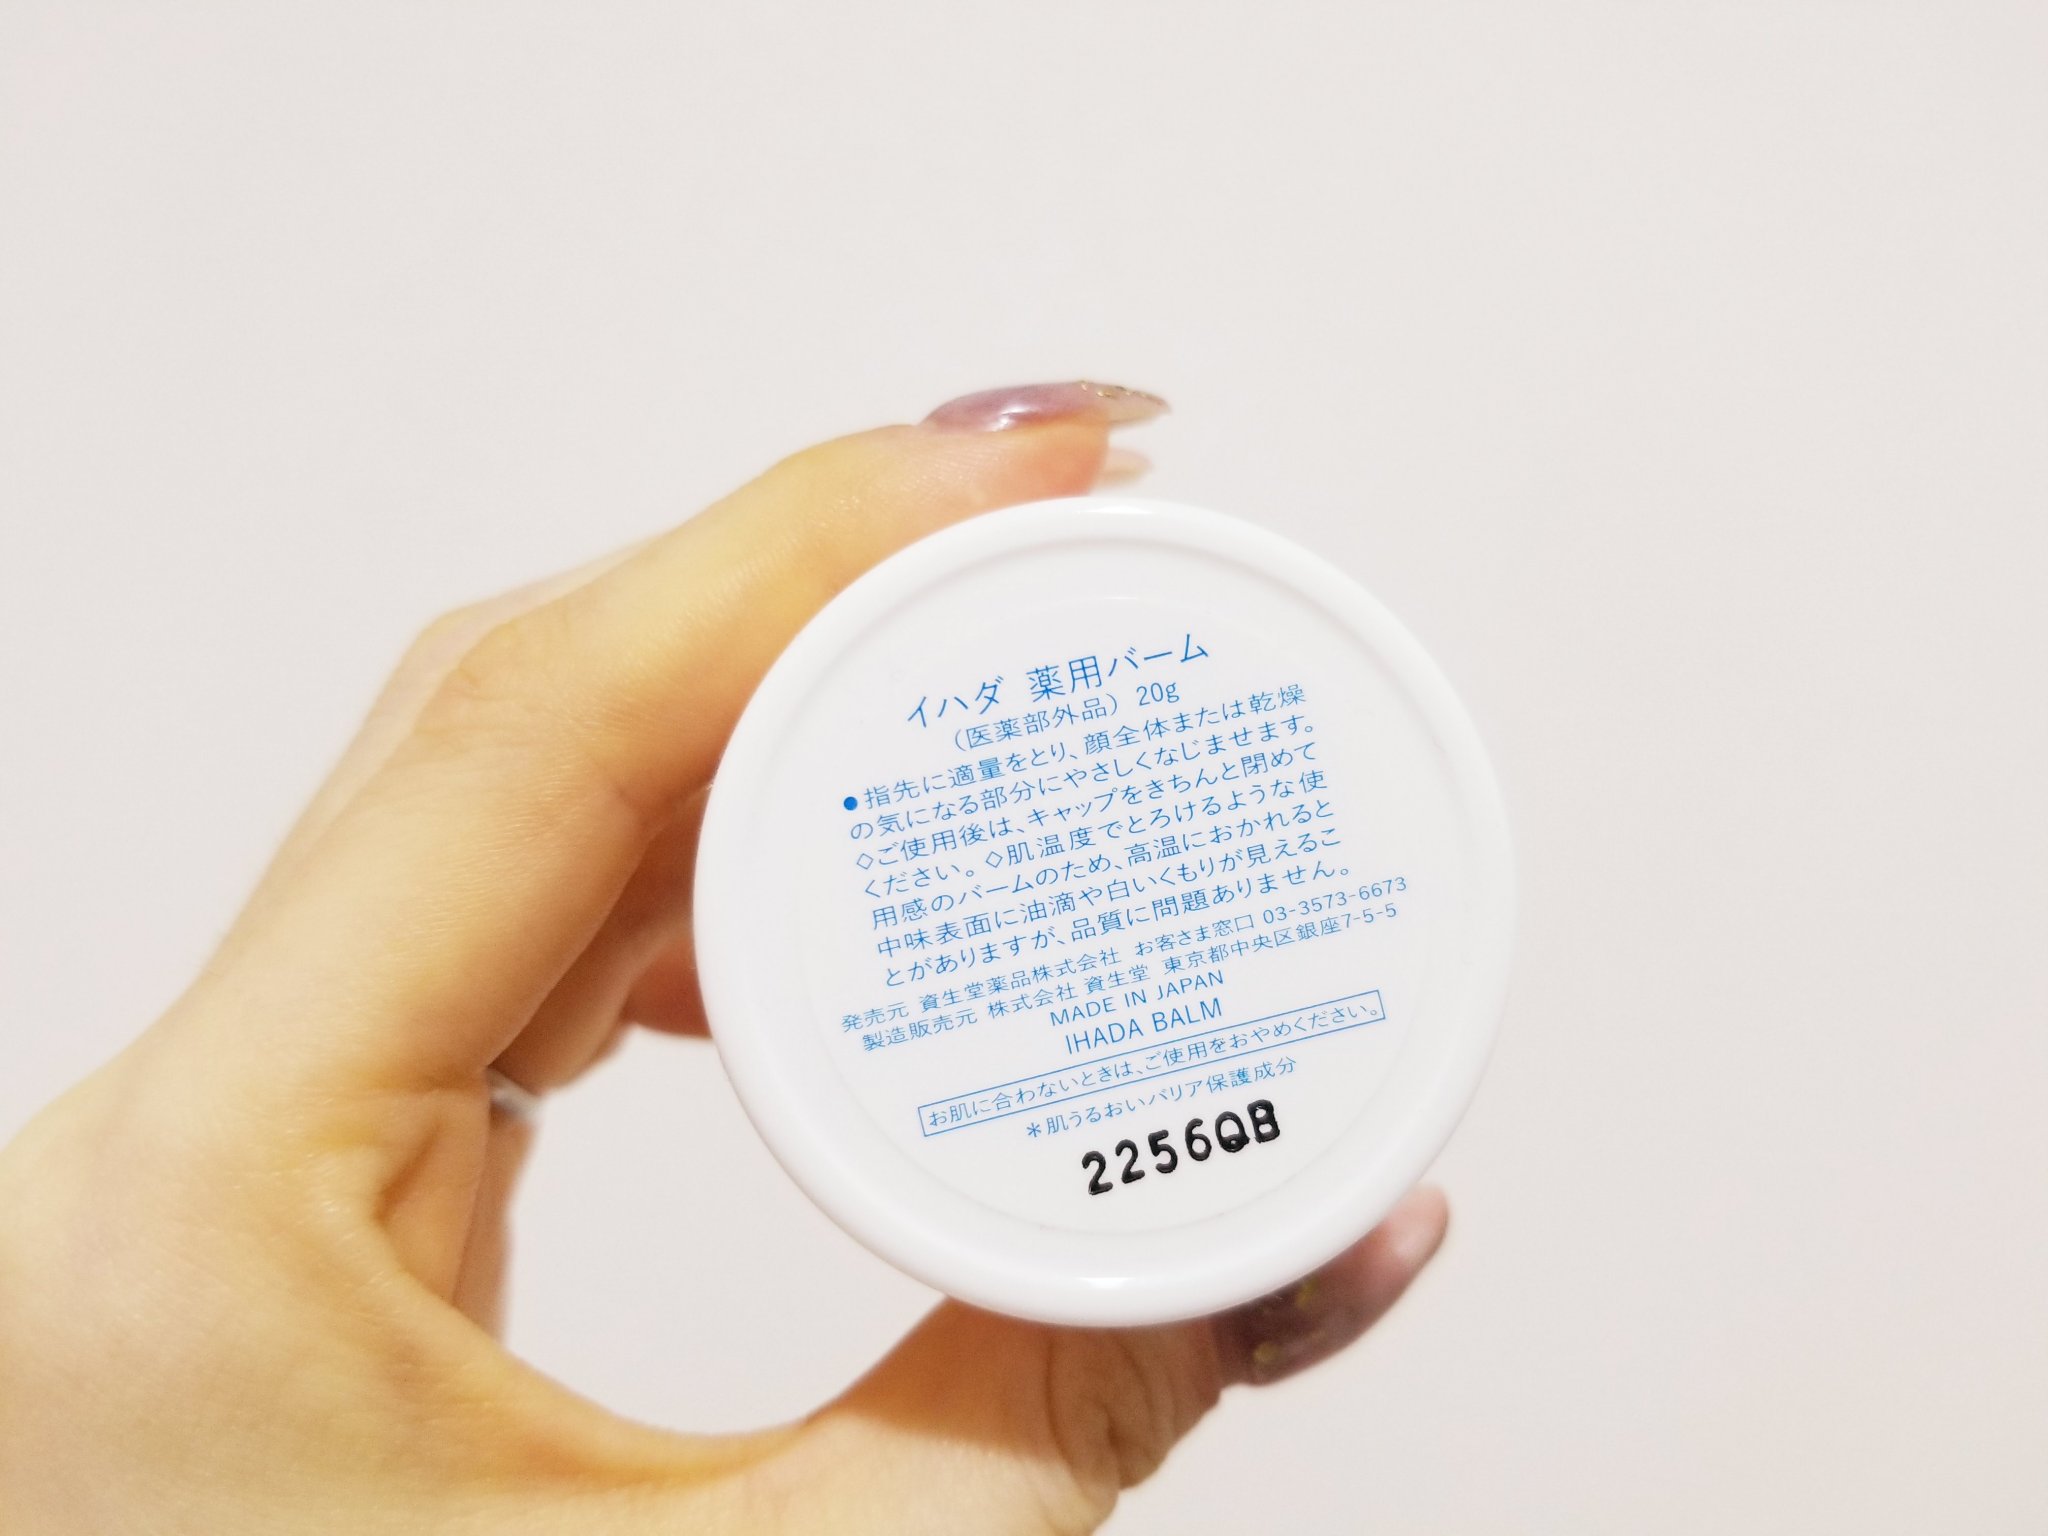 イハダ 薬用バーム
（医薬部外品） 20g
●指先に適量をとり、顔全体または乾燥
の気になる部分にやさしくなじませます。
◇ご使用後は、キャップをきちんと閉めて
ください。◇肌温度でとろけるような使
用感のバームのため、高温におかれると
中味表面に油滴や白いくもりが見えるこ
とがありますが、品質に問題ありません。
発売元 資生堂薬品株式会社 お客さま窓口 03-3573-6673
製造販売元 株式会社 資生堂 東京都中央区銀座7-5-5
MADE IN JAPAN
IHADA BALM
お肌に合わないときは、ご使用をおやめください。
＊肌うるおいバリア保護成分
2256QB